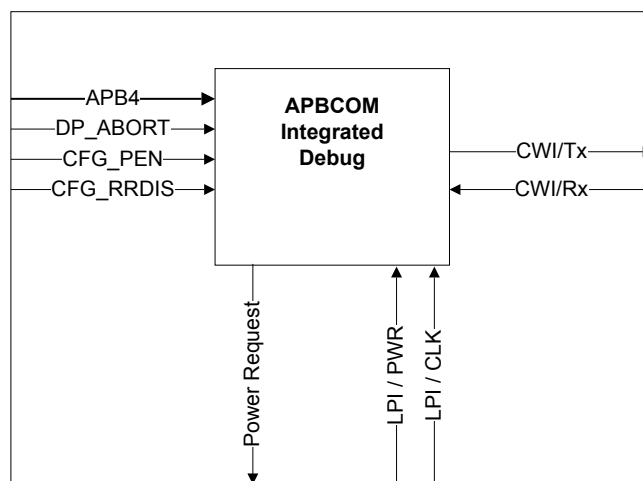 APB4
DP_ABORT
CFG_PEN
CFG_RRDIS
APBCOM
Integrated
Debug
CWI/Tx
CWI/Rx
Power Request
LPI / PWR
LPI / CLK